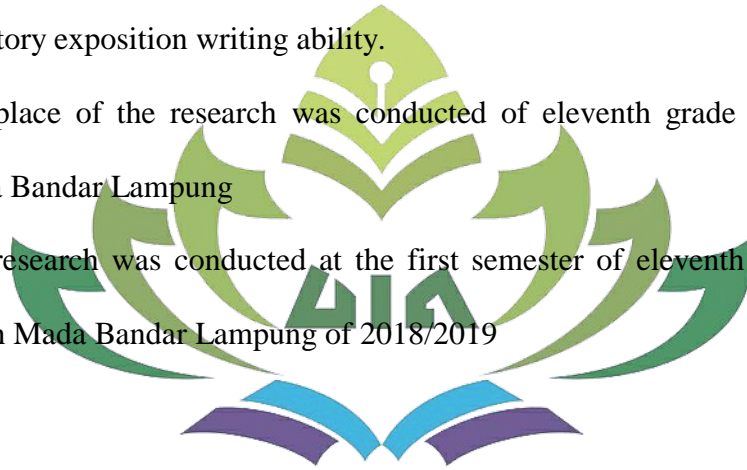 tory exposition writing ability.
place of the research was conducted of eleventh grade
Bandar Lampung
research was conducted at the first semester of eleventh
Mada Bandar Lampung of 2018/2019
UIN